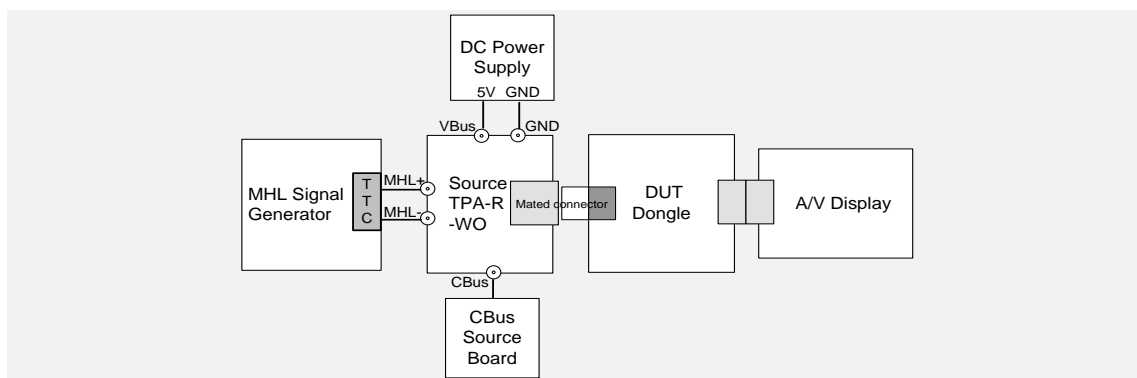 DC Power
Supply
5V GND
VBus GND
MHL Signal
Generator
T
T
C
MHL+
MHL-
Source
TPA-R
-WO
Mated connector
DUT
Dongle
A/V Display
CBus
CBus
Source
Board